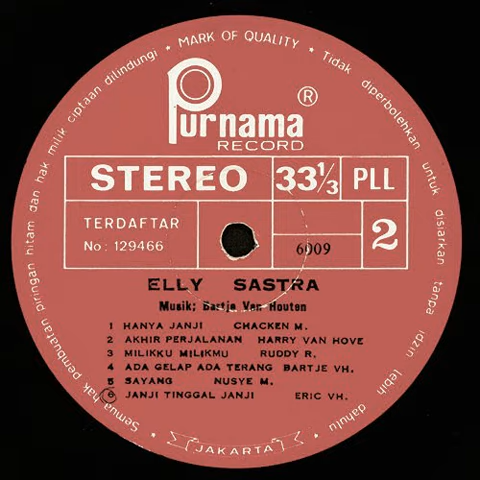 Semua hak pembuatan piringan hitam dan hak milik ciptaan dilindungi * MARK OF QUALITY * Tidak diperbolehkan untuk disiarkan tanpa idzin lebih dahulu *
Purnama ®
RECORD
STEREO 33⅓ PLL
TERDAFTAR
No: 129466
6009
2
ELLY SASTRA
Musik: Bartje Van Houten
1 HANYA JANJI CHACKEN M.
2 AKHIR PERJALANAN HARRY VAN HOVE
3 MILIKKU MILIKMU RUDDY R.
4 ADA GELAP ADA TERANG BARTJE VH.
5 SAYANG NUSYE M.
6 JANJI TINGGAL JANJI ERIC VH.
JAKARTA